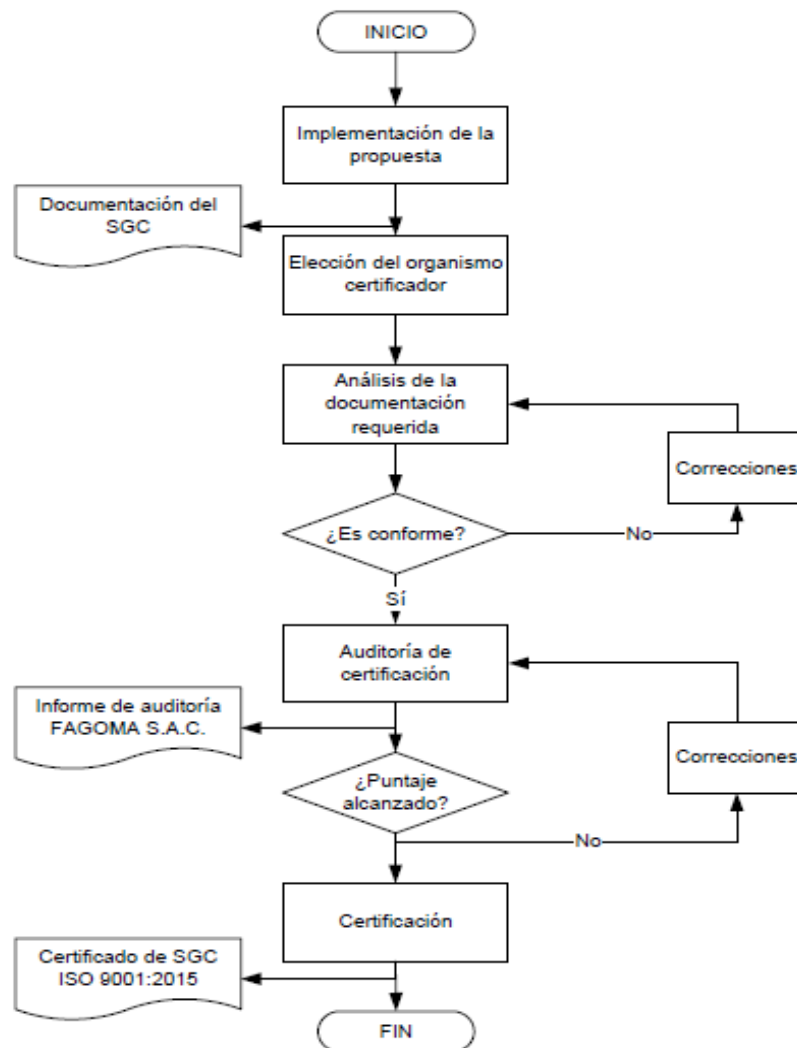 INICIO
Implementación de la
propuesta
Documentación del
SGC
Elección del organismo
certificador
Análisis de la
documentación
requerida
Correcciones
¿Es conforme?
No
Sí
Auditoría de
certificación
Informe de auditoría
FAGOMA S.A.C.
Correcciones
¿Puntaje
alcanzado?
No
Certificación
Certificado de SGC
ISO 9001:2015
FIN